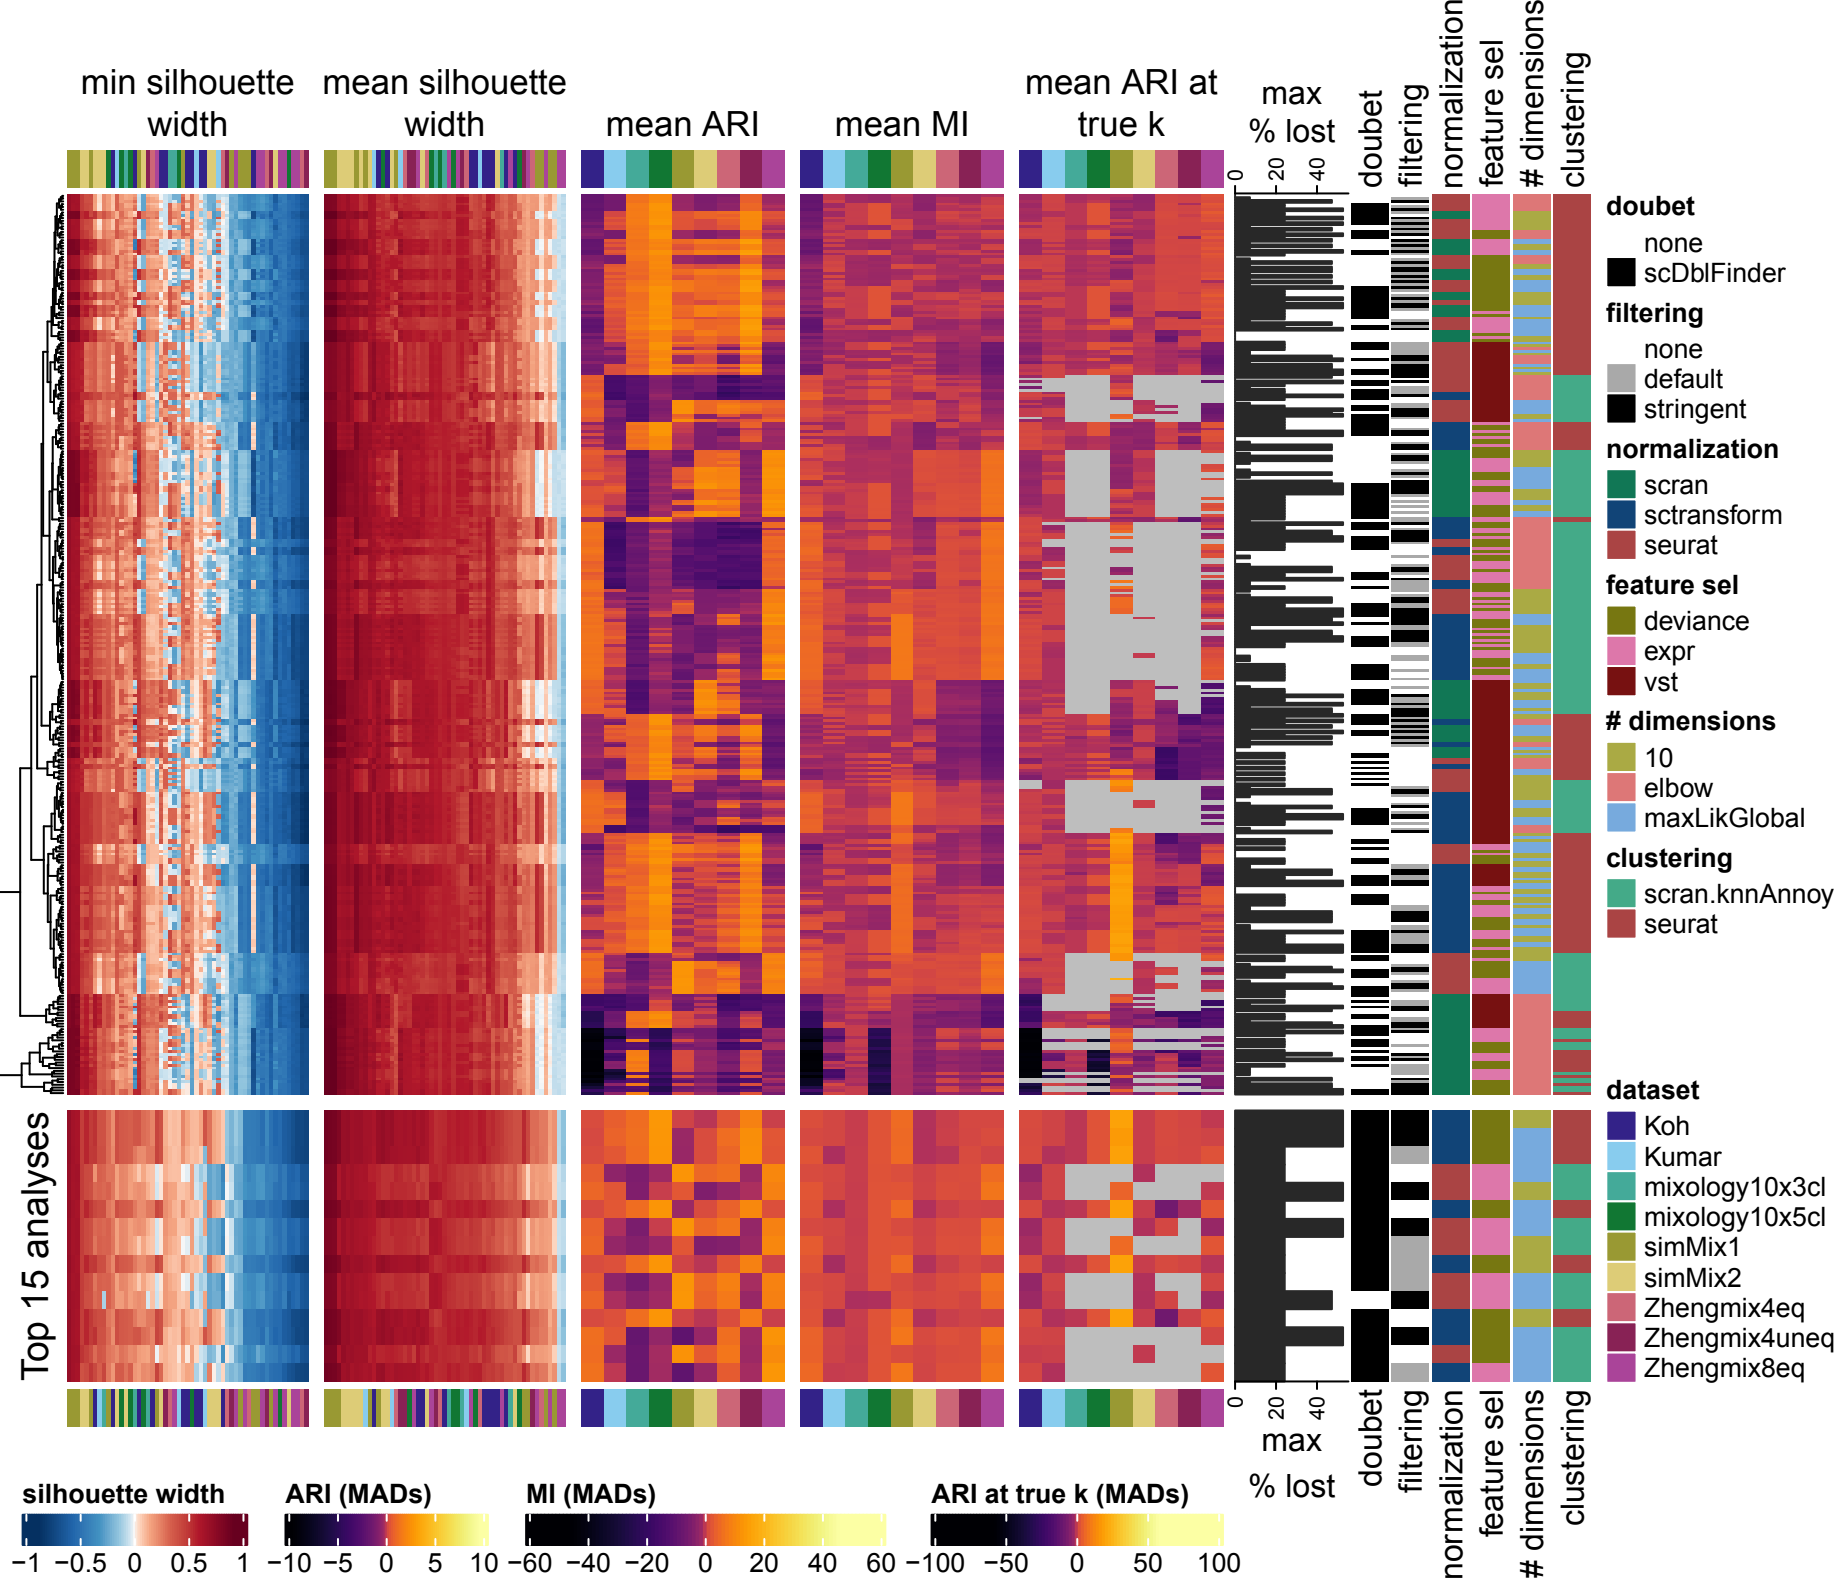 min silhouette
width
mean silhouette
width
mean ARI
mean MI
mean ARI at
true k
max
% lost
0
20
40
doubet
filtering
normalization
feature sel
# dimensions
clustering
doubet
none
scDblFinder
filtering
none
default
stringent
normalization
scran
sctransform
seurat
feature sel
deviance
expr
vst
# dimensions
10
elbow
maxLikGlobal
clustering
scran.knnAnnoy
seurat
dataset
Koh
Kumar
mixology10x3cl
mixology10x5cl
simMix1
simMix2
Zhengmix4eq
Zhengmix4uneq
Zhengmix8eq
Top 15 analyses
0
20
40
max
% lost
doubet
filtering
normalization
feature sel
# dimensions
clustering
silhouette width
−1 −0.5 0 0.5 1
ARI (MADs)
−10 −5 0 5 10
MI (MADs)
−60 −40 −20 0 20 40 60
ARI at true k (MADs)
−100 −50 0 50 100